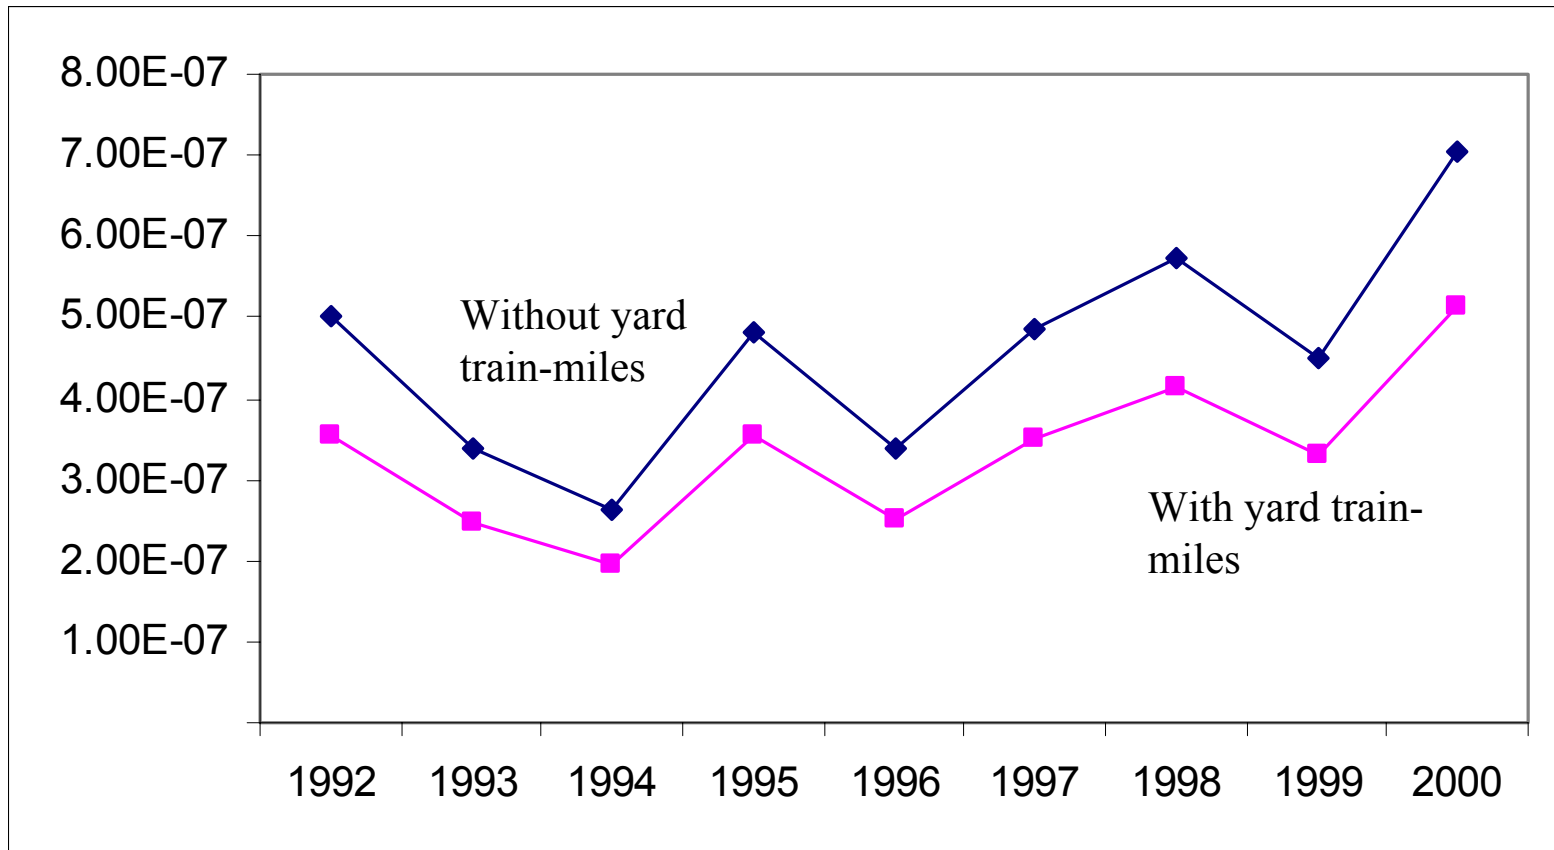 8.00E-07
7.00E-07
6.00E-07
5.00E-07
4.00E-07
3.00E-07
2.00E-07
1.00E-07
Without yard
train-miles
With yard train-
miles
1992 1993 1994 1995 1996 1997 1998 1999 2000